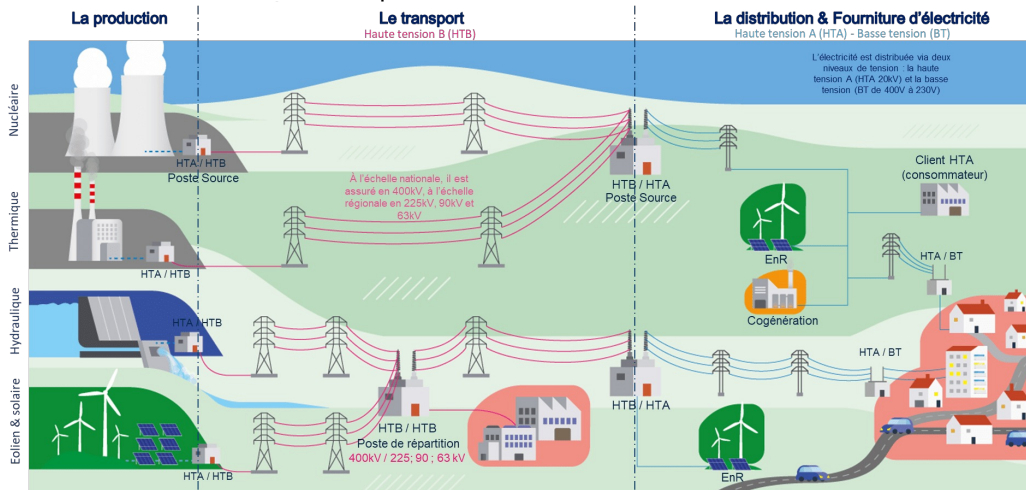 La production
Le transport
Haute tension B (HTB)
La distribution & Fourniture d'électricité
Haute tension A (HTA) - Basse tension (BT)
L'électricité est distribuée via deux
niveaux de tension : la haute
tension A (HTA 20kV) et la basse
tension (BT de 400V à 230V)
Nucléaire
HTA / HTB
Poste Source
À l'échelle nationale, il est
assuré en 400kV, à l'échelle
régionale en 225kV, 90kV et
63kV
HTB / HTA
Poste Source
Client HTA
(consommateur)
Thermique
HTA / HTB
EnR
HTA / BT
Cogénération
Hydraulique
HTA / HTB
HTA / BT
HTB / HTA
HTB / HTB
Poste de répartition
400kV / 225; 90 ; 63 kV
Eolien & solaire
HTA / HTB
EnR